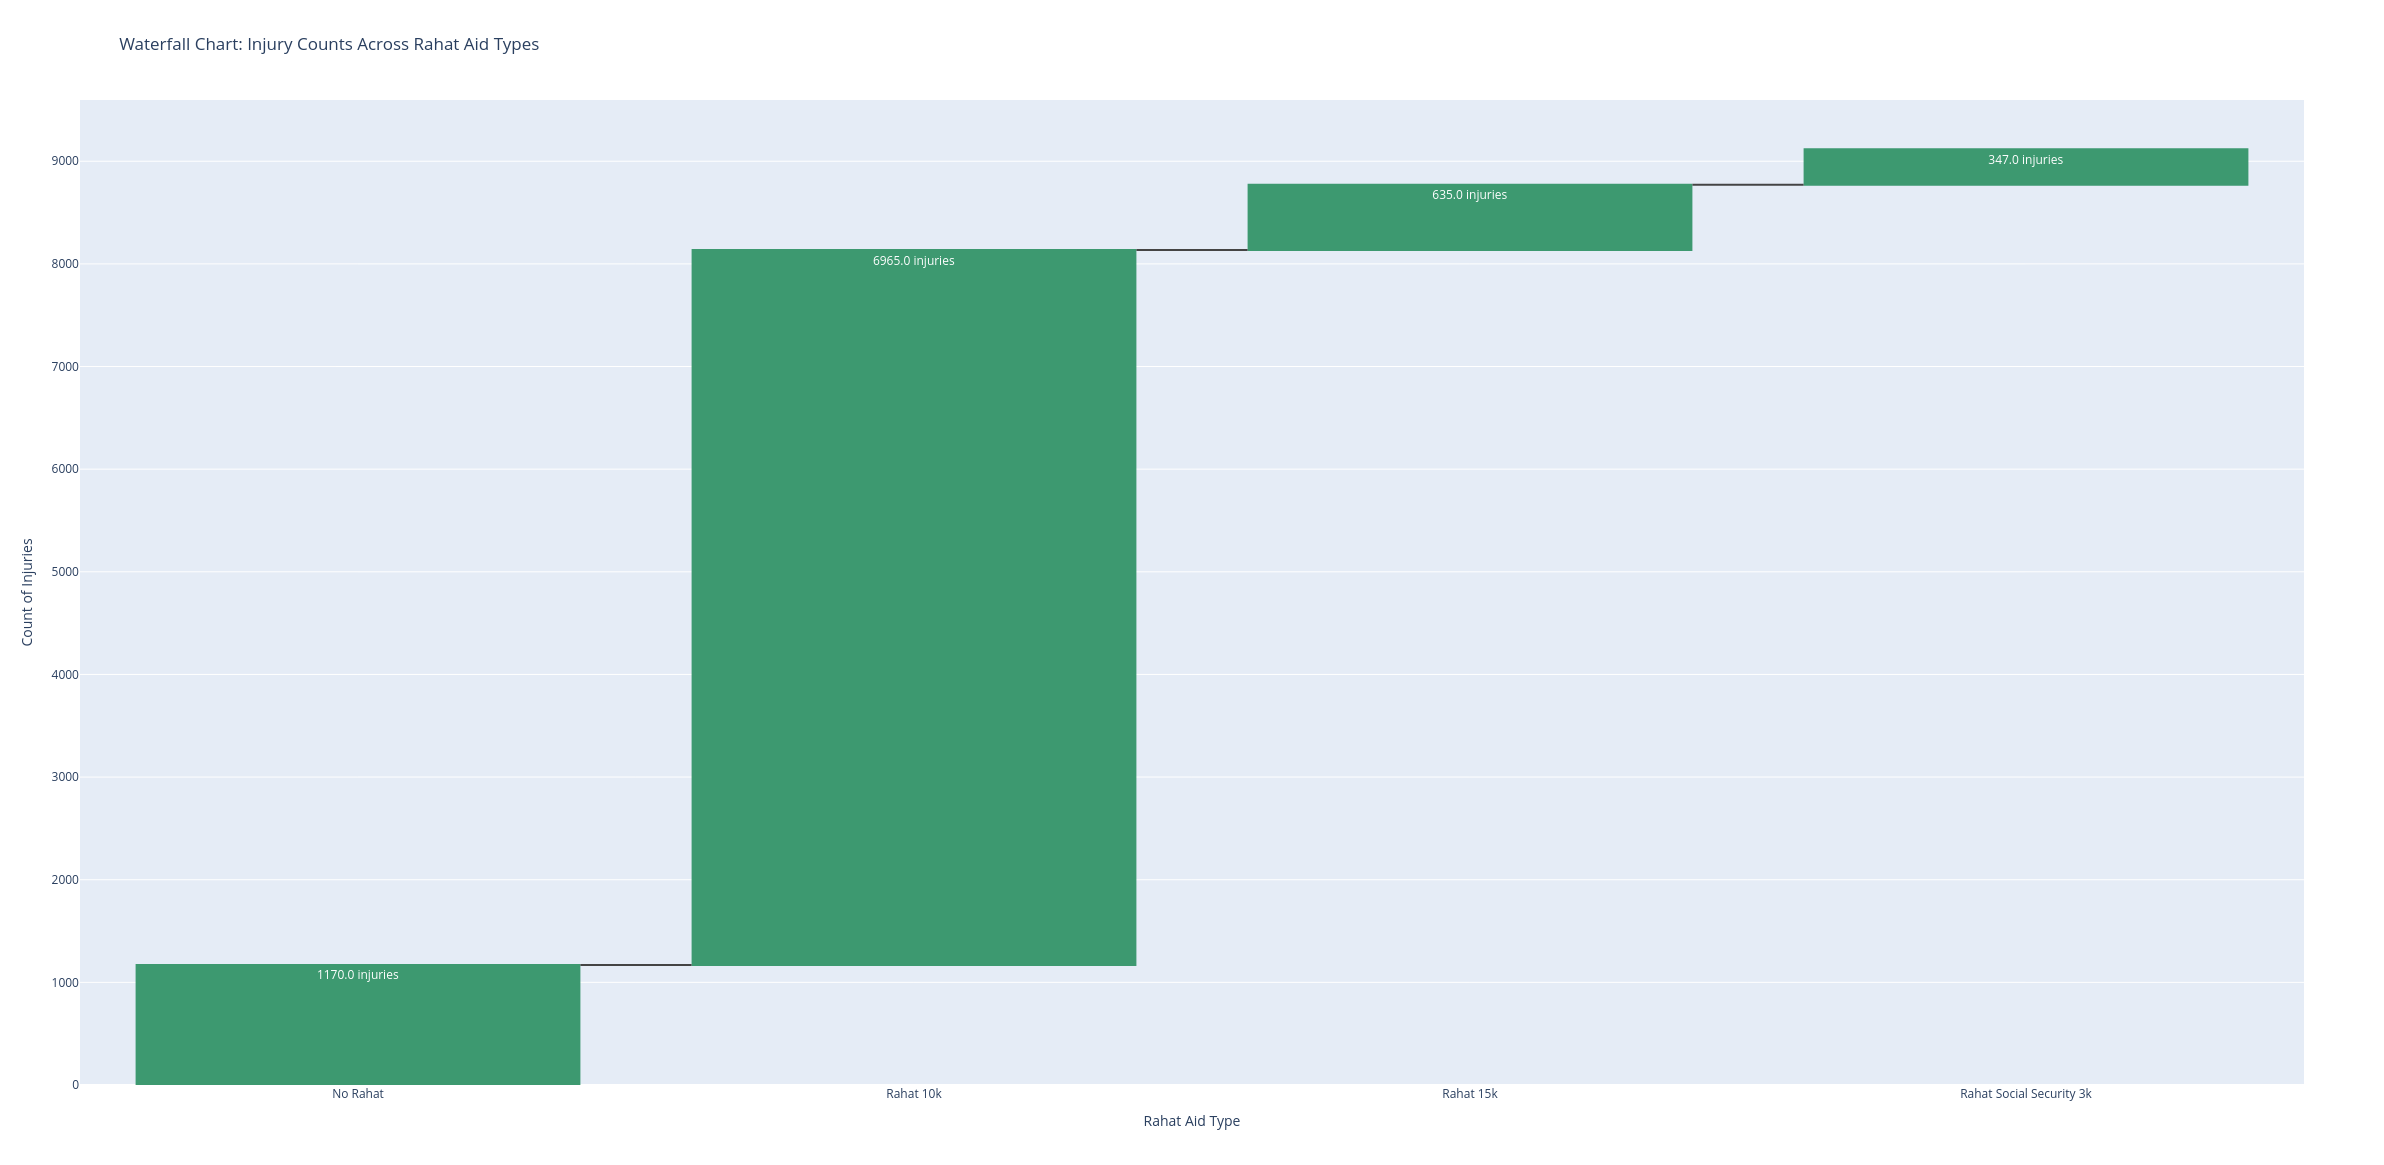 Waterfall Chart: Injury Counts Across Rahat Aid Types
Count of Injuries
9000
8000
7000
6000
5000
4000
3000
2000
1000
0
1170.0 injuries
6965.0 injuries
635.0 injuries
347.0 injuries
No Rahat
Rahat 10k
Rahat 15k
Rahat Social Security 3k
Rahat Aid Type